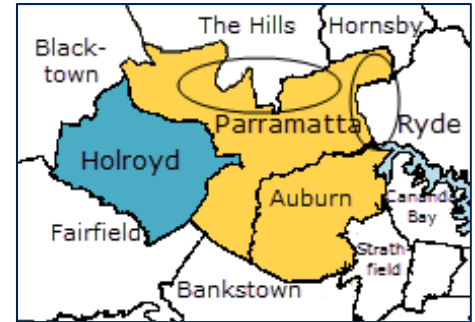 The Hills
Hornsby
Black-
town
Parramatta
Ryde
Holroyd
Auburn
Canada
Bay
Fairfield
Strath
field
Bankstown